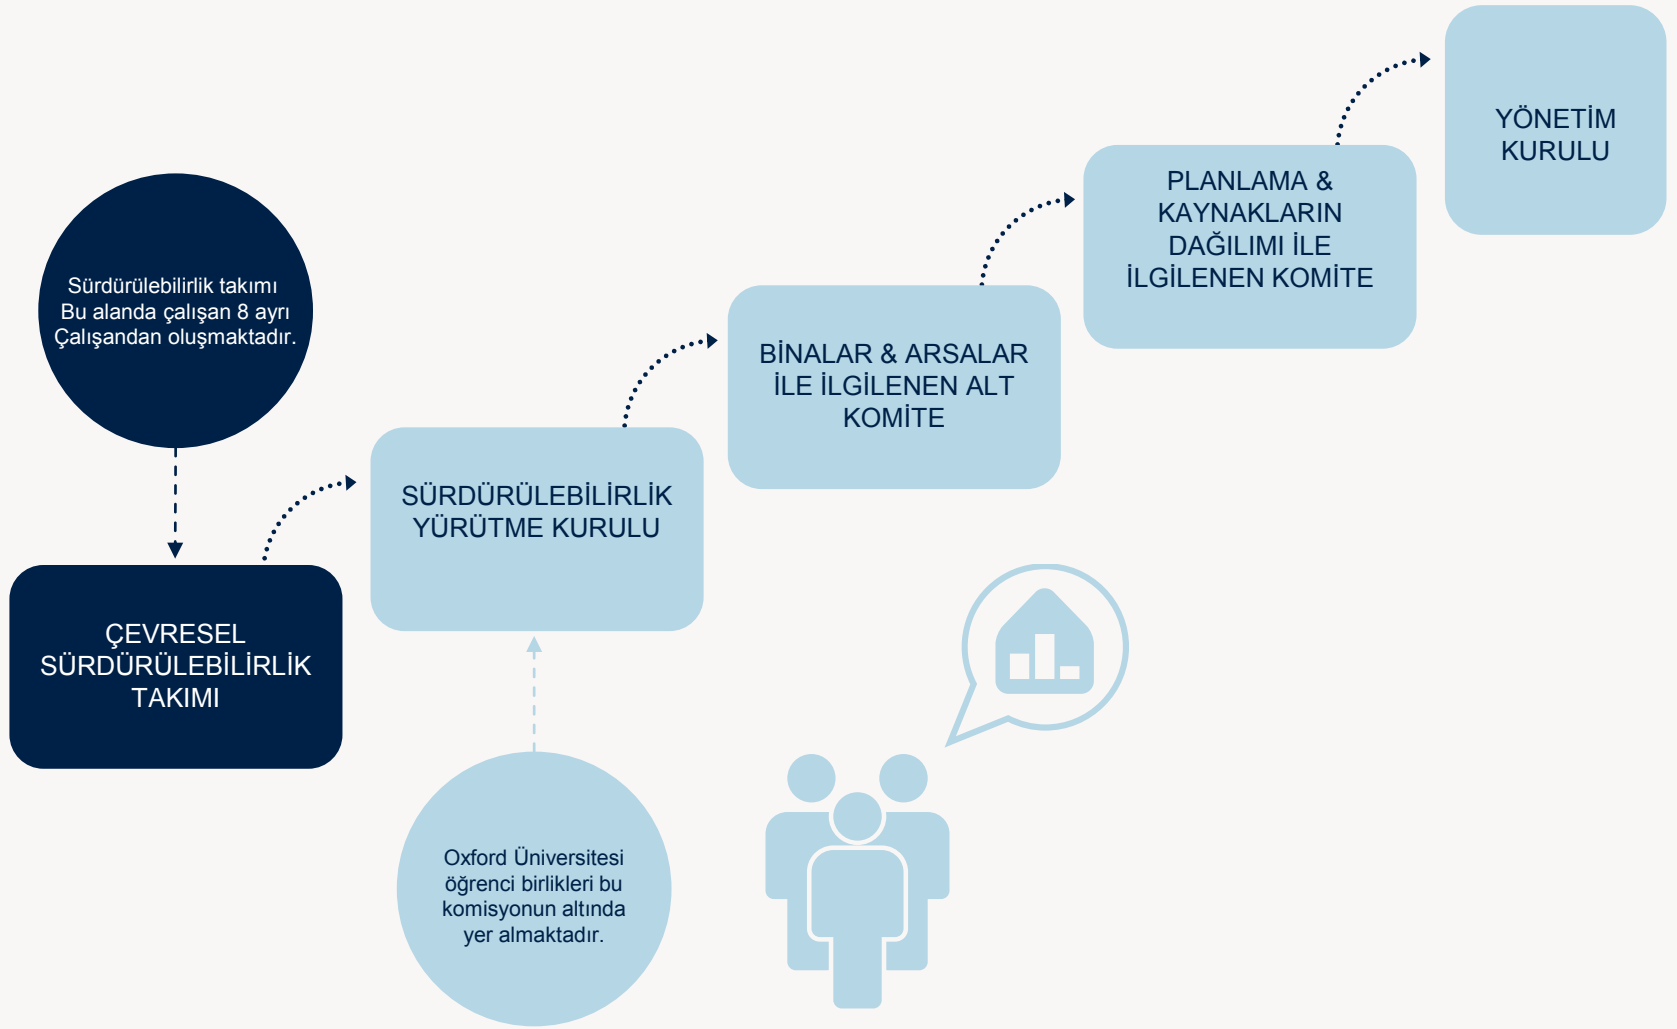 YÖNETİM
KURULU
PLANLAMA &
KAYNAKLARIN
DAĞILIMI İLE
İLGİLENEN KOMİTE
Sürdürülebilirlik takımı
Bu alanda çalışan 8 ayrı
Çalışandan oluşmaktadır.
BİNALAR & ARSALAR
İLE İLGİLENEN ALT
KOMİTE
SÜRDÜRÜLEBİLİRLİK
YÜRÜTME KURULU
ÇEVRESEL
SÜRDÜRÜLEBİLİRLİK
TAKIMI
Oxford Üniversitesi
öğrenci birlikleri bu
komisyonun altında
yer almaktadır.